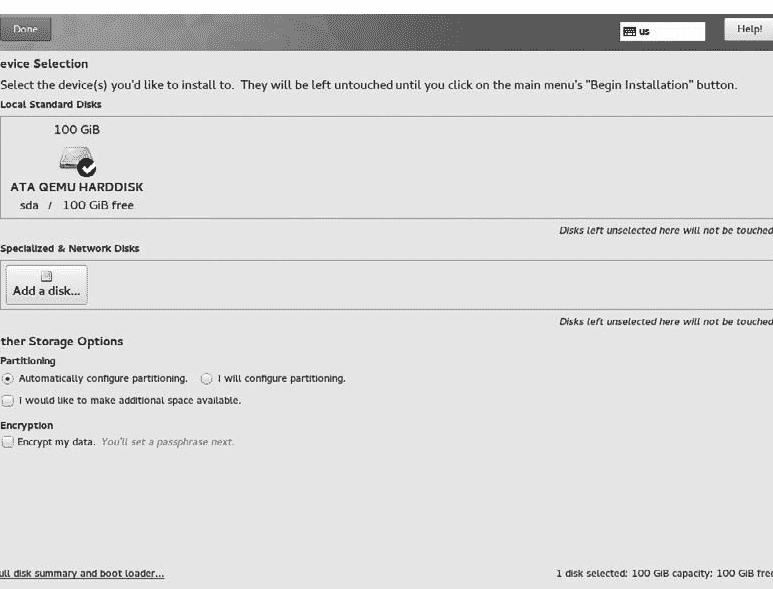 Done
us
Help!
evice Selection
Select the device(s) you'd like to install to.  They will be left untouched until you click on the main menu's "Begin Installation" button.
Local Standard Disks
100 GiB
ATA QEMU HARDDISK
sda / 100 GiB free
Disks left unselected here will not be touched
Specialized & Network Disks
Add a disk...
Disks left unselected here will not be touched
ther Storage Options
Partitioning
Automatically configure partitioning. I will configure partitioning.
I would like to make additional space available.
Encryption
Encrypt my data. You'll set a passphrase next.
ull disk summary and boot loader... 1 disk selected; 100 GiB capacity; 100 GiB free